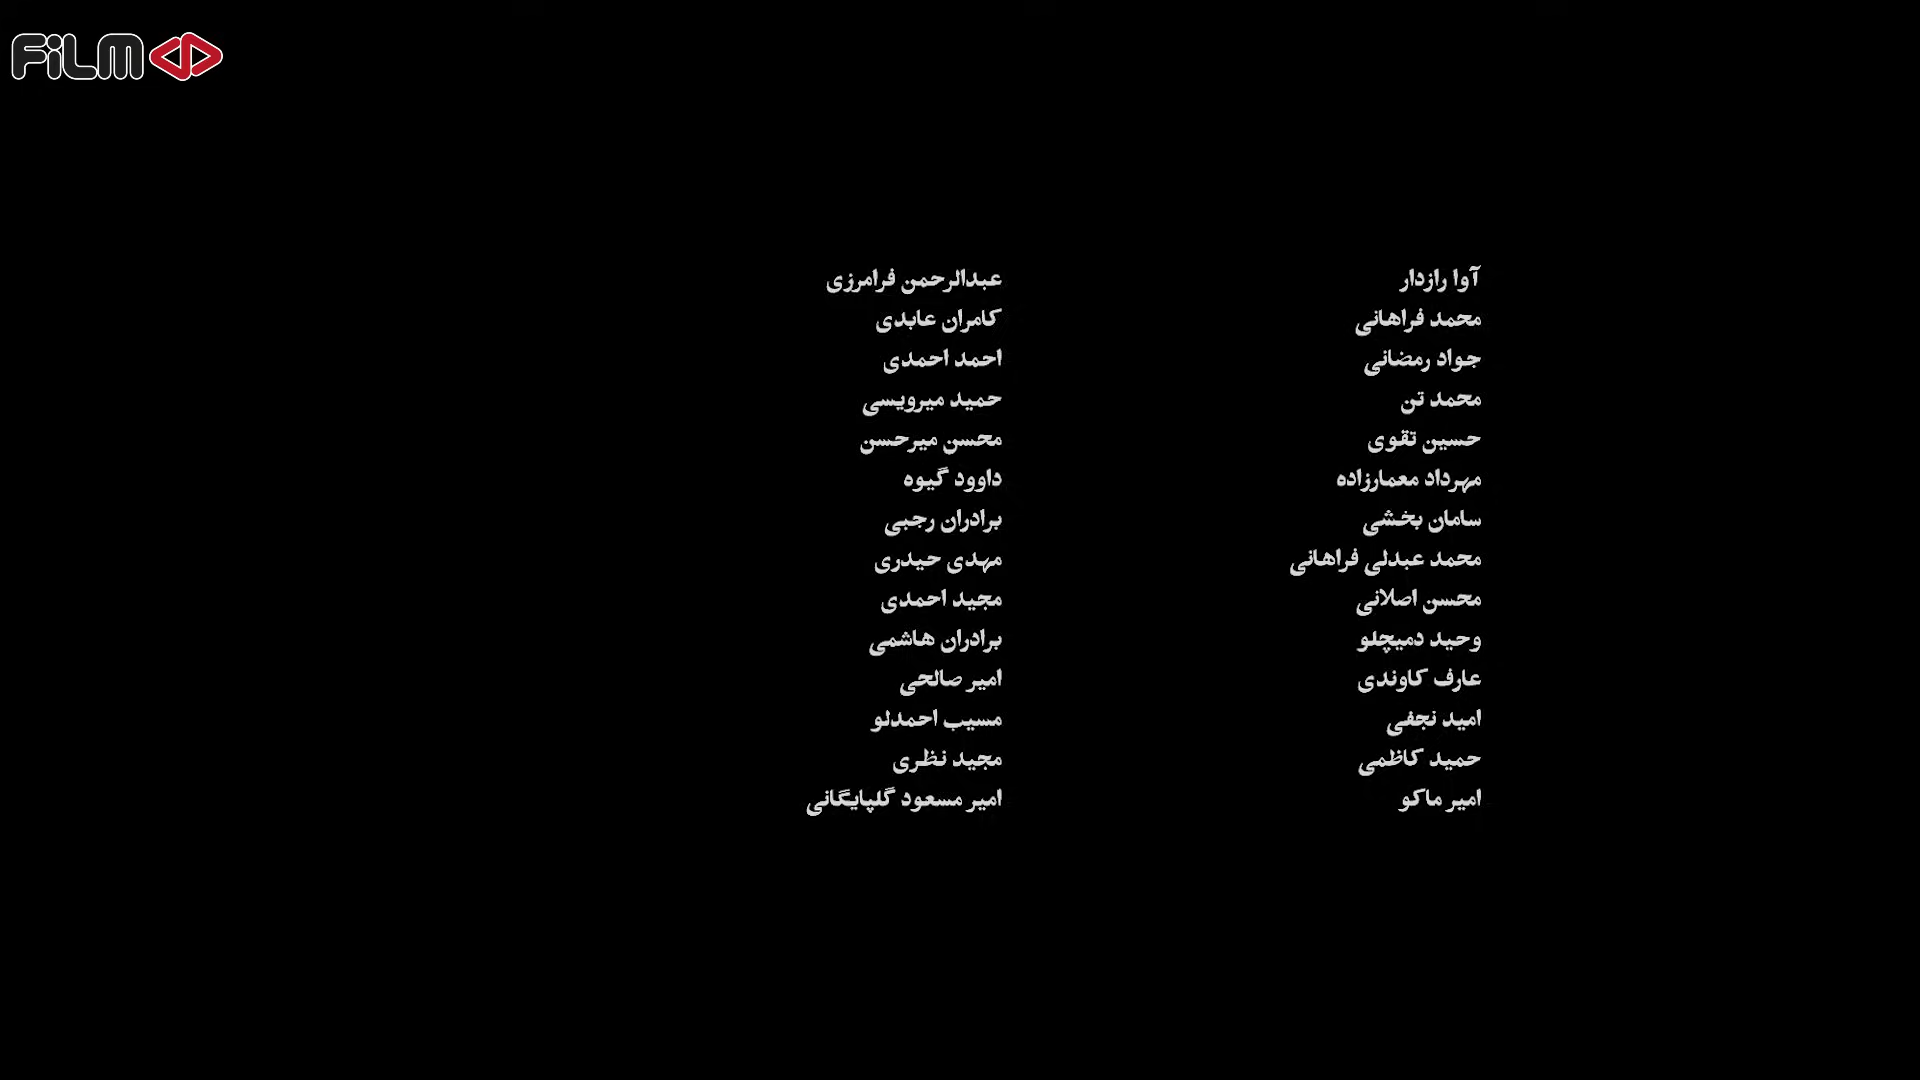 FiLM
آوا رازدار
محمد فراهانی
جواد رمضانی
محمد تن
حسین تقوی
مهرداد معمارزاده
سامان بخشی
محمد عبدلی فراهانی
محسن اصلانی
وحید دمیچلو
عارف کاوندی
امید نجفی
حمید کاظمی
امیر ماکو
عبدالرحمن فرامرزی
کامران عابدی
احمد احمدی
حمید میرویسی
محسن میرحسن
داوود گیوه
برادران رجبی
مهدی حیدری
مجید احمدی
برادران هاشمی
امیر صالحی
مسیب احمدلو
مجید نظری
امیر مسعود گلپایگانی